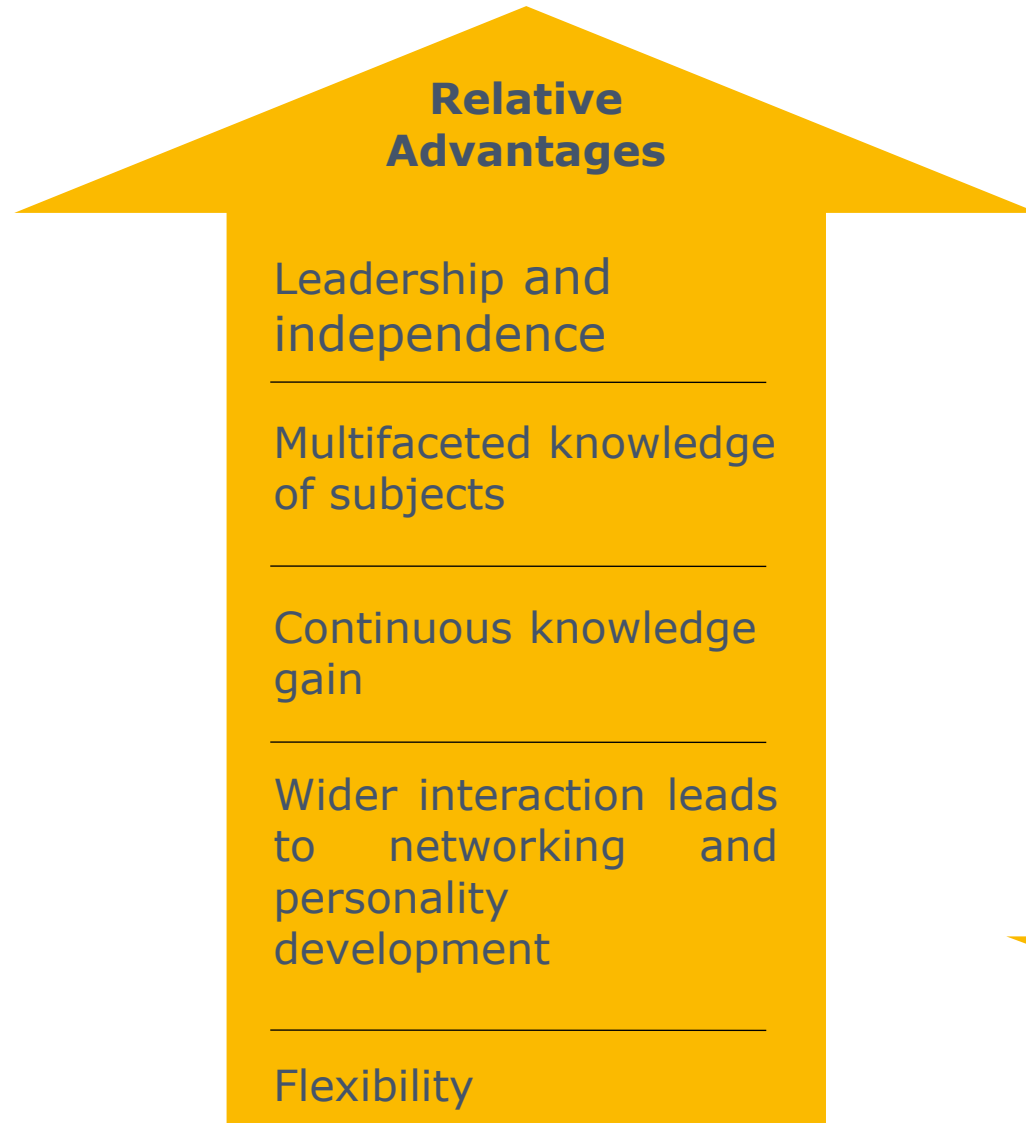 Relative
Advantages
Leadership and
independence
Multifaceted knowledge
of subjects
Continuous knowledge
gain
Wider interaction leads
to networking and
personality
development
Flexibility